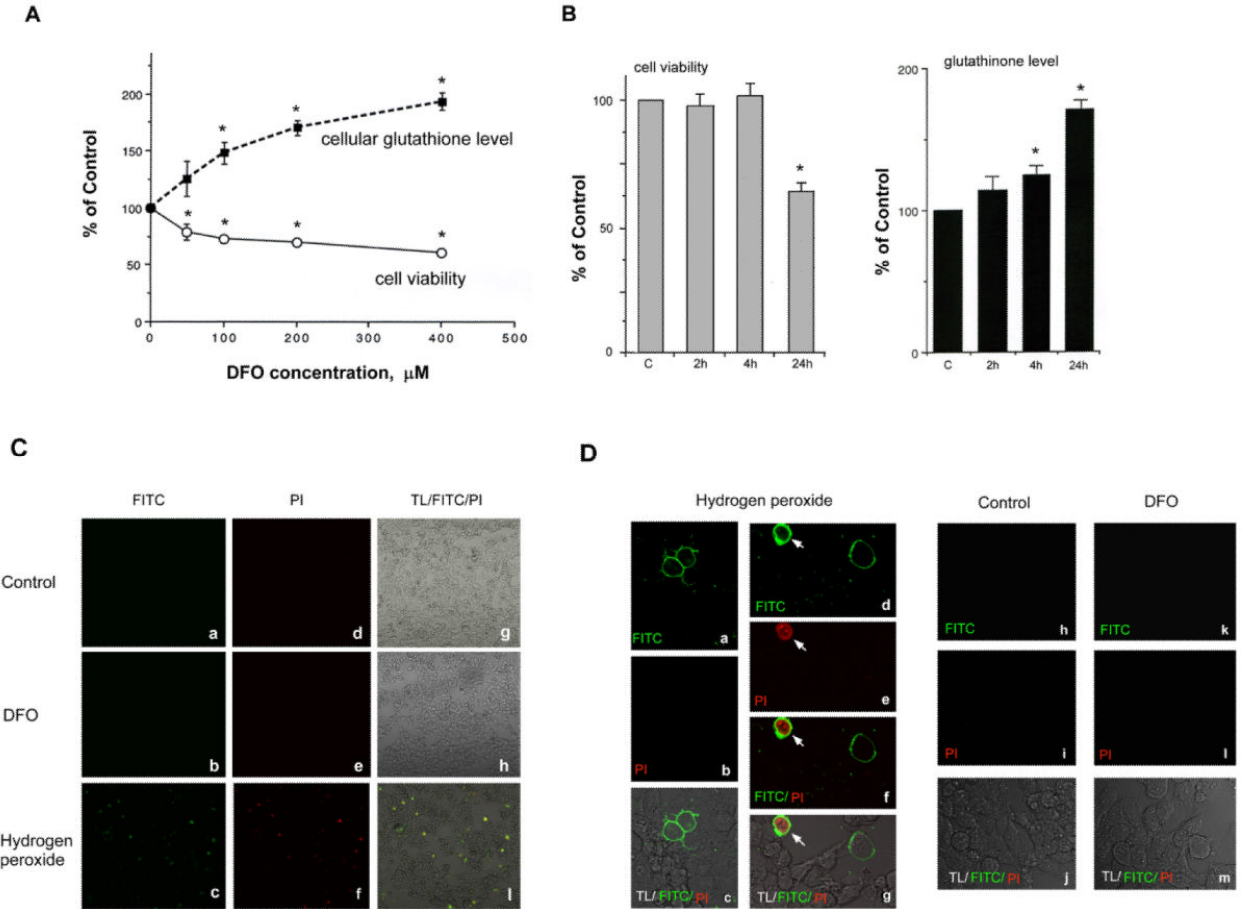 A
% of Control
200
150
100
50
0
* * * *
cellular glutathione level
* * * *
cell viability
0 100 200 300 400 500
DFO concentration, μM
B
cell viability
% of Control
100
50
0
*
C 2h 4h 24h
glutathinone level
% of Control
200
100
0
* *
C 2h 4h 24h
C
FITC PI TL/FITC/PI
Control
a d g
DFO
b e h
Hydrogen
peroxide
c f I
D
Hydrogen peroxide
FITC a
PI b
TL/FITC/PI c
FITC d
PI e
FITC/PI f
TL/FITC/PI g
Control
FITC h
PI i
TL/FITC/PI j
DFO
FITC k
PI l
TL/FITC/PI m